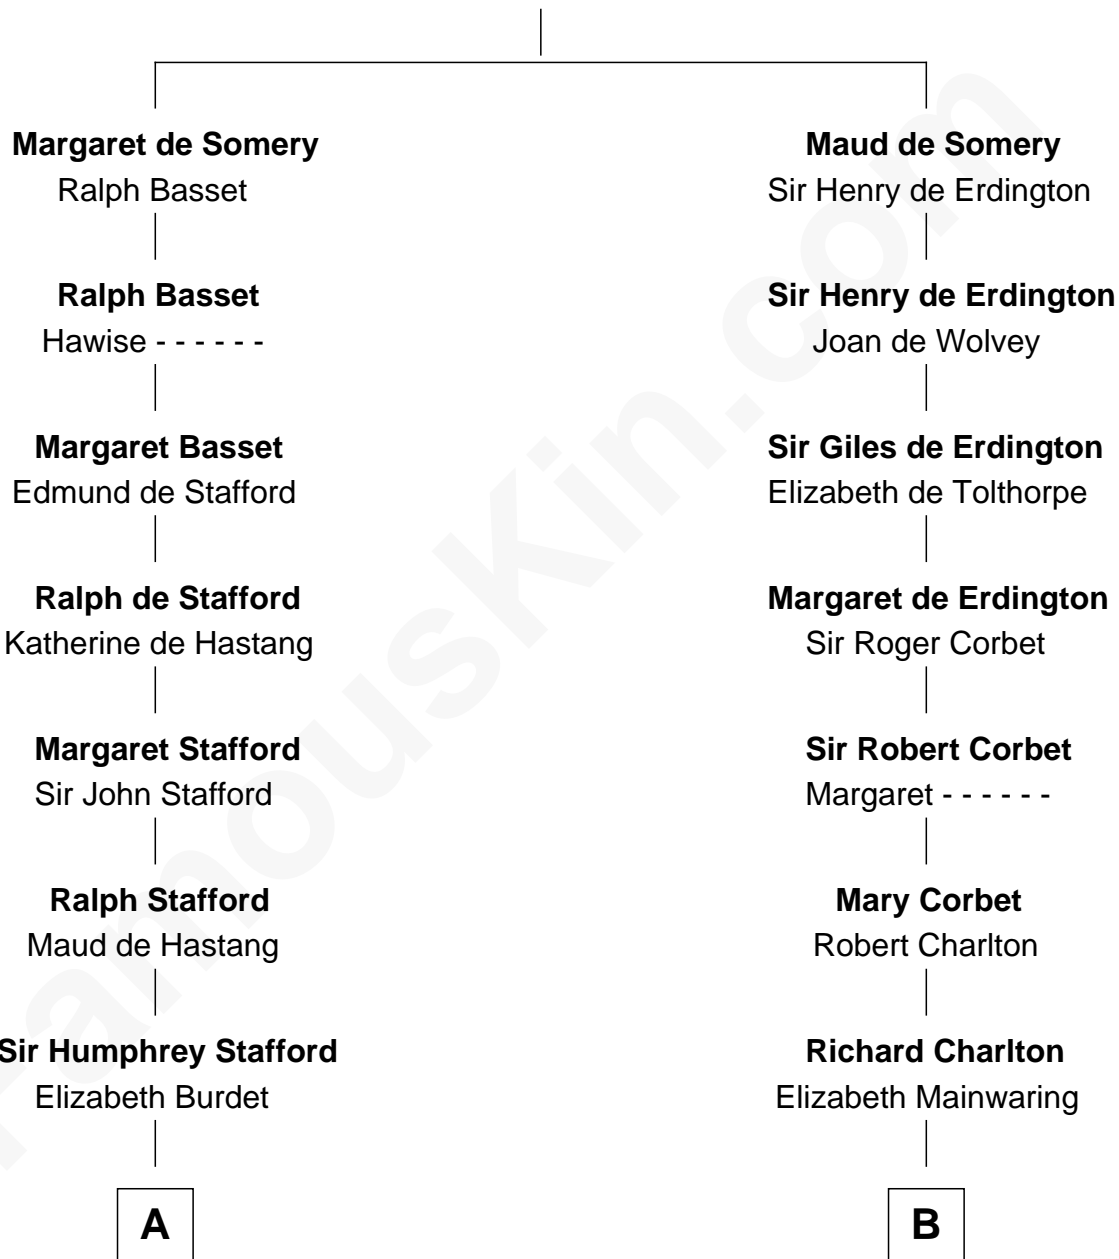 Margaret de Somery
Ralph Basset
Ralph Basset
Hawise - - - - - -
Margaret Basset
Edmund de Stafford
Ralph de Stafford
Katherine de Hastang
Margaret Stafford
Sir John Stafford
Ralph Stafford
Maud de Hastang
Sir Humphrey Stafford
Elizabeth Burdet
A
Maud de Somery
Sir Henry de Erdington
Sir Henry de Erdington
Joan de Wolvey
Sir Giles de Erdington
Elizabeth de Tolthorpe
Margaret de Erdington
Sir Roger Corbet
Sir Robert Corbet
Margaret - - - - - -
Mary Corbet
Robert Charlton
Richard Charlton
Elizabeth Mainwaring
B
FamousKin.com